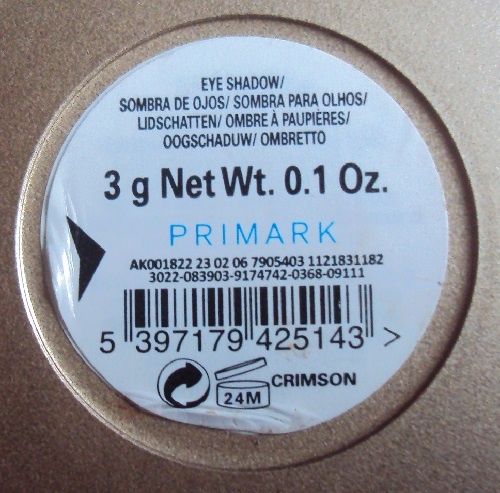 EYE SHADOW/
SOMBRA DE OJOS/ SOMBRA PARA OLHOS/
LIDSCHATTEN/ OMBRE À PAUPIÈRES/
OOGSCHADUW/ OMBRETTO
3 g Net Wt. 0.1 Oz.
PRIMARK
AK001822 23 02 06 7905403 1121831182
3022-083903-9174742-0368-09111
5 397179 425143 >
24M CRIMSON